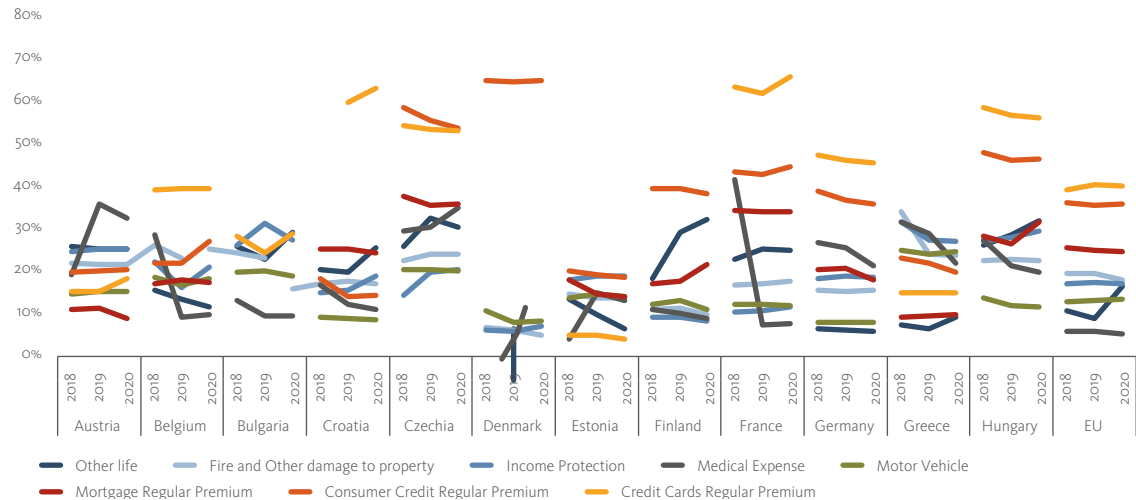 80%
70%
60%
50%
40%
30%
20%
10%
0%
2018 2019 2020 2018 2019 2020 2018 2019 2020 2018 2019 2020 2018 2019 2020 2018 2019 2020 2018 2019 2020 2018 2019 2020 2018 2019 2020 2018 2019 2020 2018 2019 2020 2018 2019 2020 2018 2019 2020
Austria Belgium Bulgaria Croatia Czechia Denmark Estonia Finland France Germany Greece Hungary EU
Other life Fire and Other damage to property Income Protection Medical Expense Motor Vehicle
Mortgage Regular Premium Consumer Credit Regular Premium Credit Cards Regular Premium